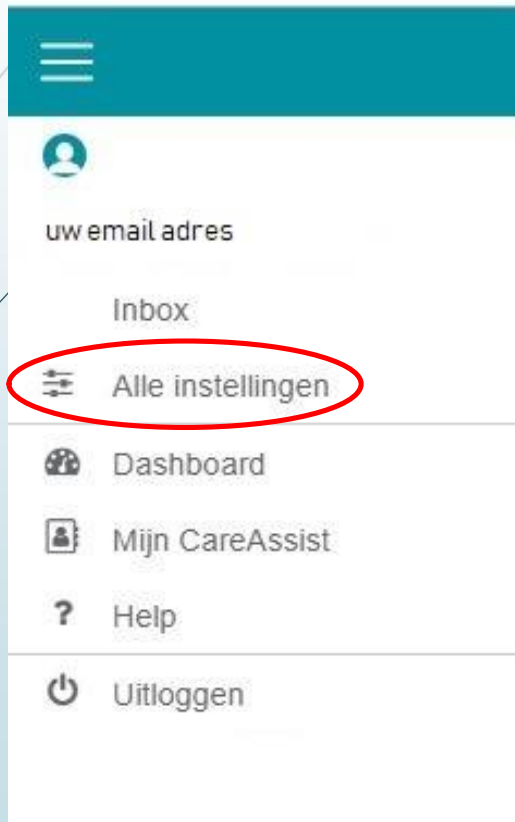 uw email adres
Inbox
Alle instellingen
Dashboard
Mijn CareAssist
? Help
Uitloggen